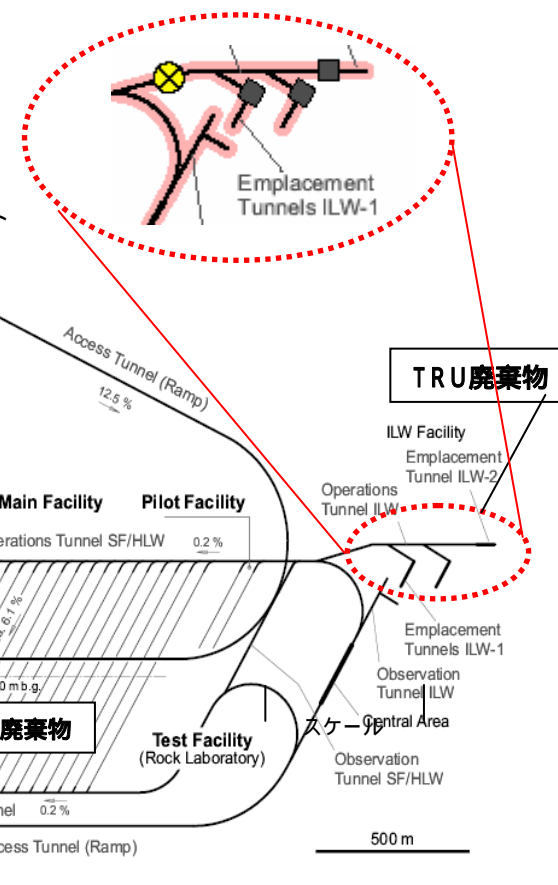 Emplacement
Tunnels ILW-1
Access Tunnel (Ramp)
12.5 %
TRU廃棄物
ILW Facility
Emplacement
Tunnel ILW-2
Operations
Tunnel ILW
Main Facility
Pilot Facility
erations Tunnel SF/HLW
0.2 %
6.1 %
Emplacement
Tunnels ILW-1
Observation
Tunnel ILW
0 m b.g.
廃棄物
スケール
Central Area
Test Facility
(Rock Laboratory)
Observation
Tunnel SF/HLW
nel
0.2 %
cess Tunnel (Ramp)
500 m